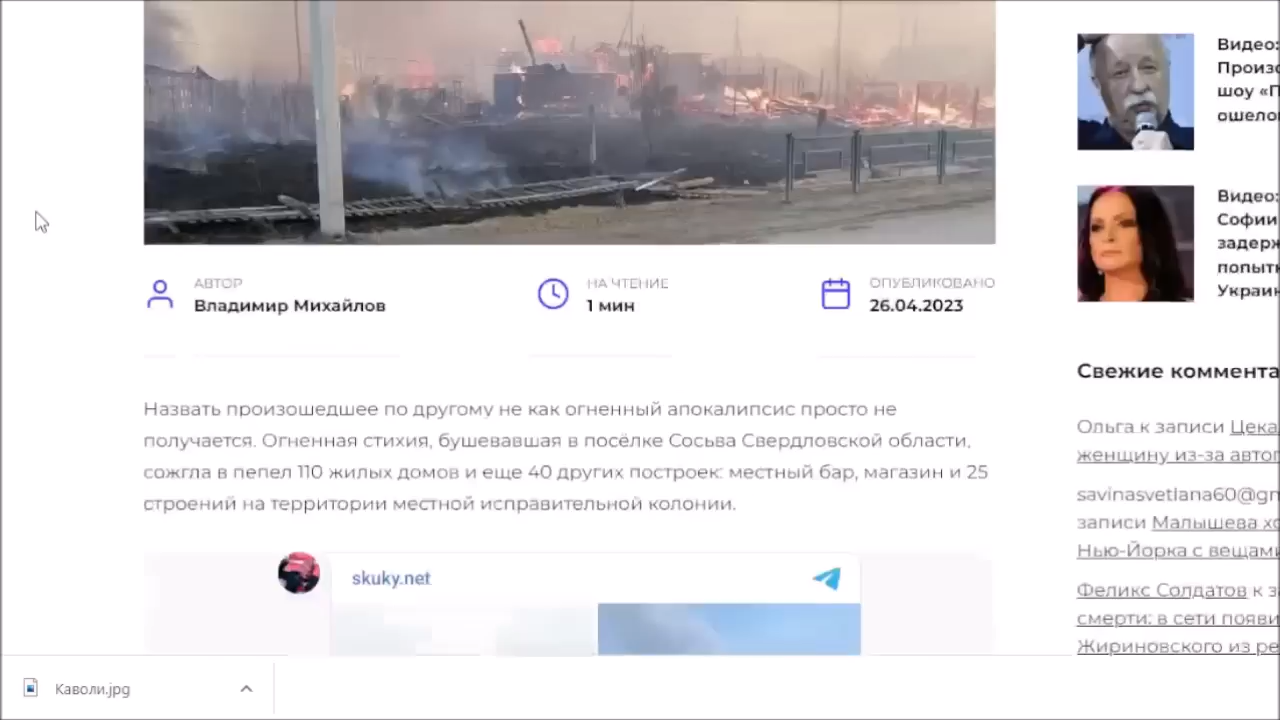 Видео:
Произо
шоу «П
ошело
Видео:
Софии
задерж
попытк
Украин
АВТОР
Владимир Михайлов
НА ЧТЕНИЕ
1 мин
ОПУБЛИКОВАНО
26.04.2023
Назвать произошедшее по другому не как огненный апокалипсис просто не
получается. Огненная стихия, бушевавшая в посёлке Сосьва Свердловской области,
сожгла в пепел 110 жилых домов и еще 40 других построек: местный бар, магазин и 25
строений на территории местной исправительной колонии.
skuky.net
Свежие коммента
Ольга к записи Цека
женщину из-за автог
savinasvetlana60@gm
записи Малышева хо
Нью-Йорка с вещами
Феликс Солдатов к за
смерти: в сети появи
Жириновского из ре
Каволи.jpg